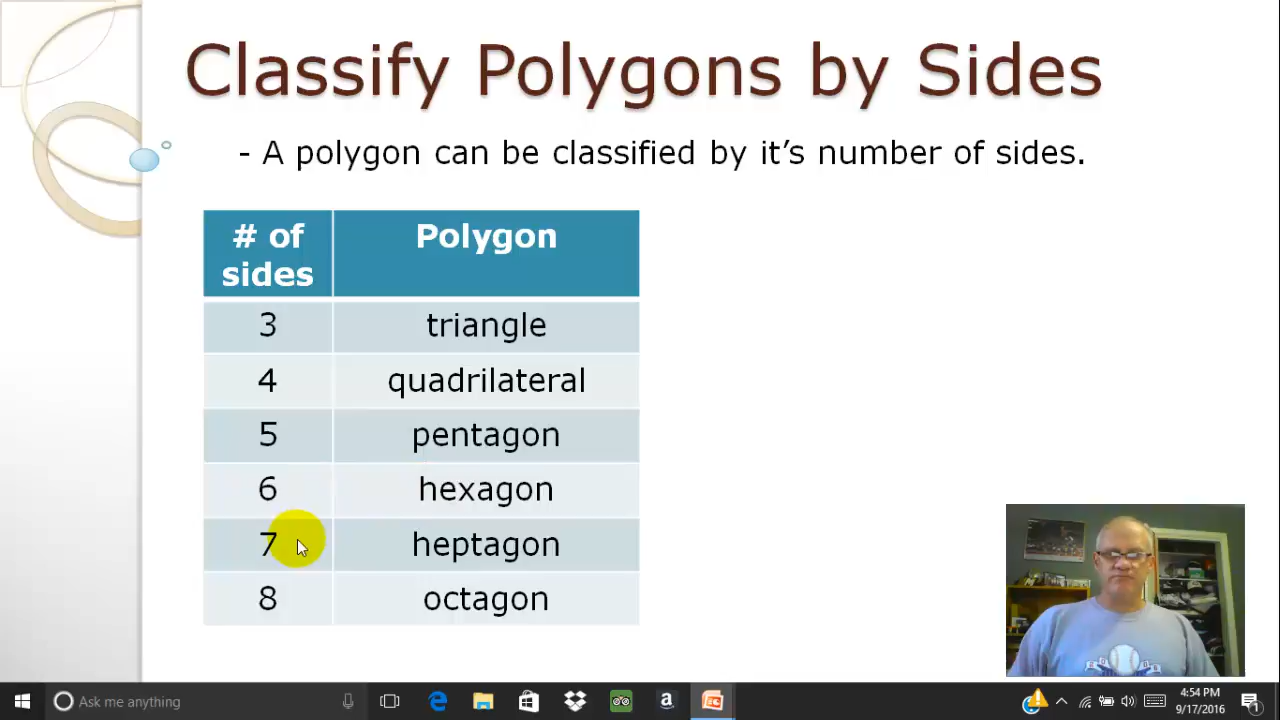 Classify Polygons by Sides
- A polygon can be classified by it’s number of sides.
# of sides Polygon
3 triangle
4 quadrilateral
5 pentagon
6 hexagon
7 heptagon
8 octagon
Ask me anything
4:54 PM
9/17/2016
1